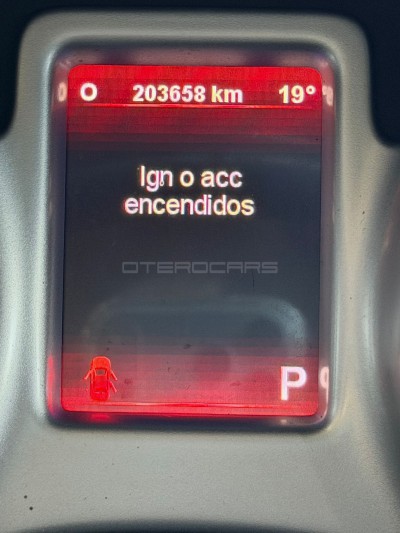 O 203658 km 19°
Ign o acc
encendidos
OTEROCARS
P